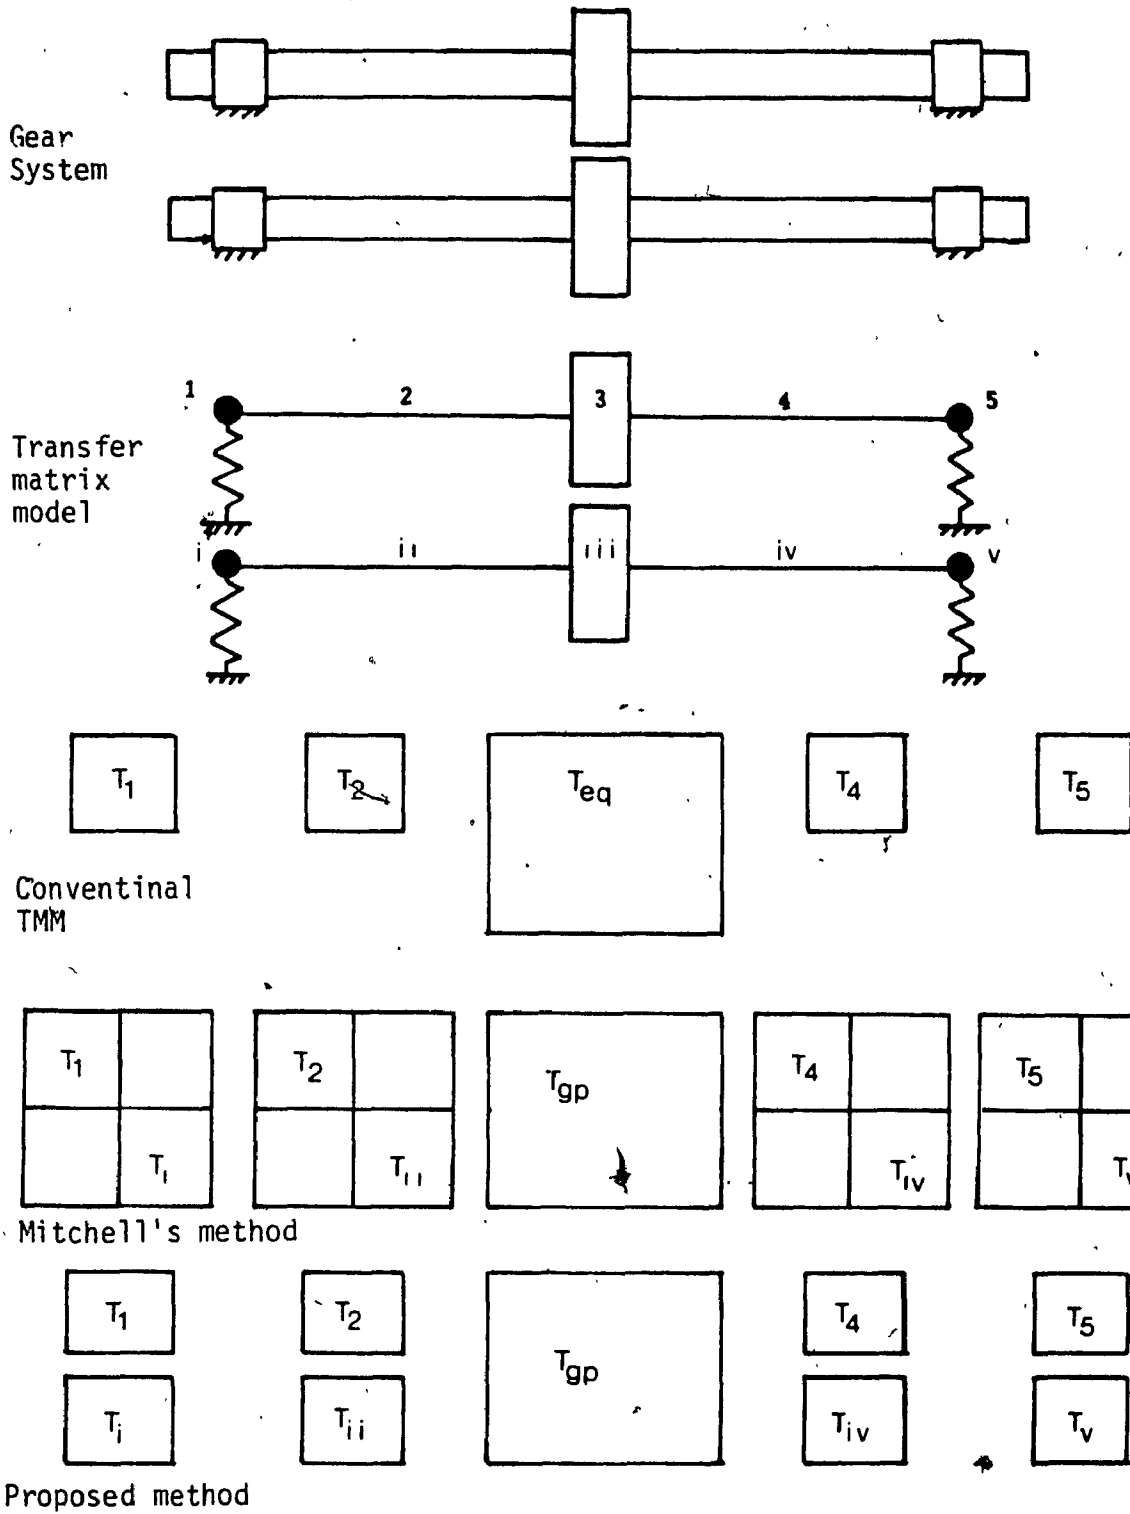 Gear
System
1 2 3 4 5
Transfer
matrix
model
i ii iii iv v
T1 T2 Teq T4 T5
Conventinal
TMM
T1 T2 Tgp T4 T5
Ti Tii Tiv Tv
Mitchell's method
T1 T2 Tgp T4 T5
Ti Tii Tiv Tv
Proposed method